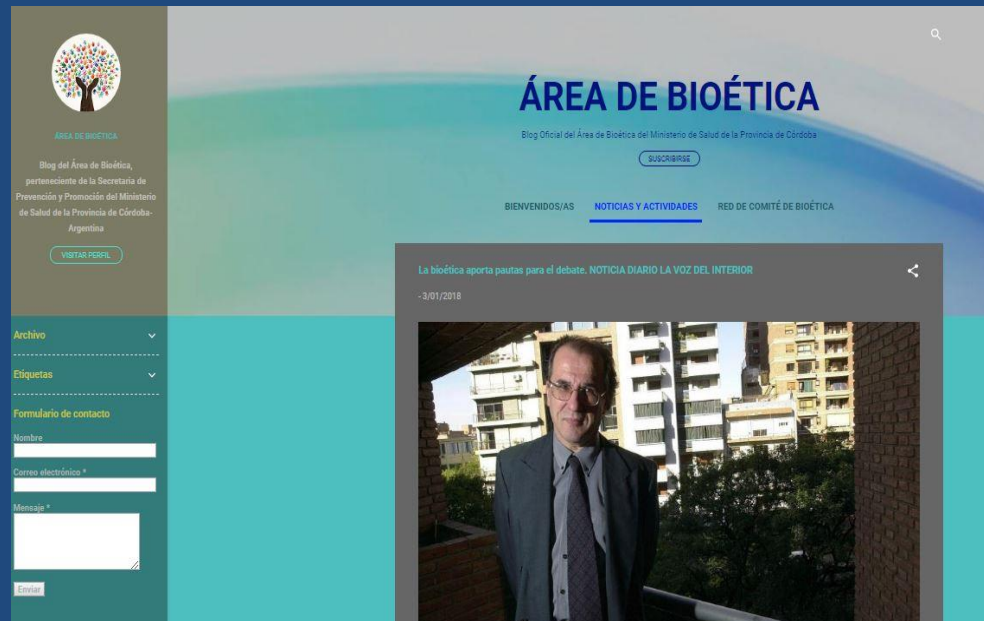 ÁREA DE BIOÉTICA
Blog del Área de Bioética,
perteneciente de la Secretaria de
Prevención y Promoción del Ministerio
de Salud de la Provincia de Córdoba-
Argentina
VISITAR PERFIL
Archivo
Etiquetas
Formulario de contacto
Nombre
Correo electrónico *
Mensaje *
Enviar
ÁREA DE BIOÉTICA
Blog Oficial del Área de Bioética del Ministerio de Salud de la Provincia de Córdoba
SUSCRIBIRSE
BIENVENIDOS/AS NOTICIAS Y ACTIVIDADES RED DE COMITÉ DE BIOÉTICA
La bioética aporta pautas para el debate. NOTICIA DIARIO LA VOZ DEL INTERIOR
- 3/01/2018